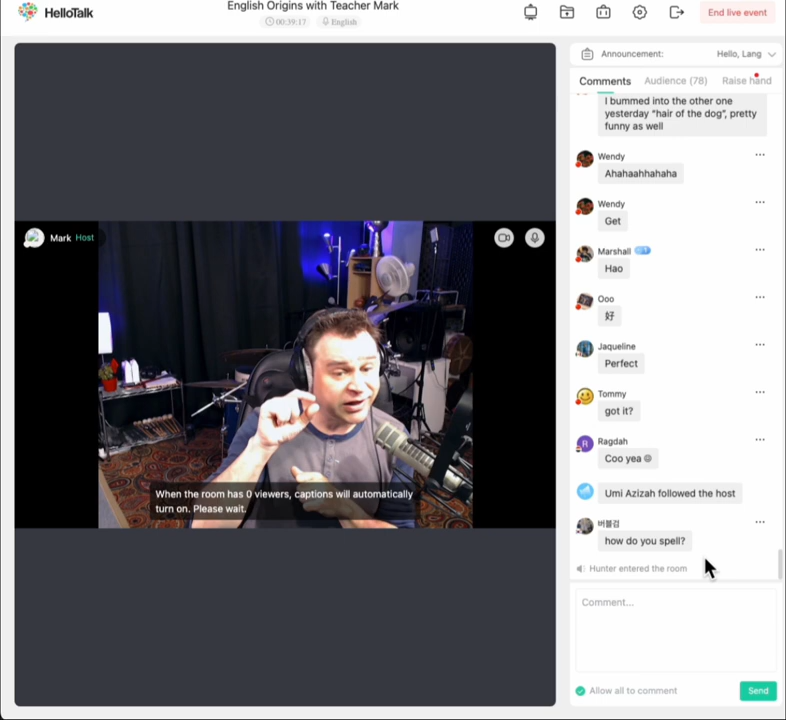 HelloTalk
English Origins with Teacher Mark
00:39:17
English
End live event
Announcement:
Hello, Lang
Comments
Audience (78)
Raise hand
I bummed into the other one
yesterday “hair of the dog”, pretty
funny as well
Wendy
Ahahaahhahaha
Wendy
Get
Marshall
Hao
Ooo
好
Jaqueline
Perfect
Tommy
got it?
R
Ragdah
Coo yea
Umi Azizah followed the host
버블검
how do you spell?
Hunter entered the room
Comment...
Allow all to comment
Send
Mark Host
When the room has 0 viewers, captions will automatically
turn on. Please wait.